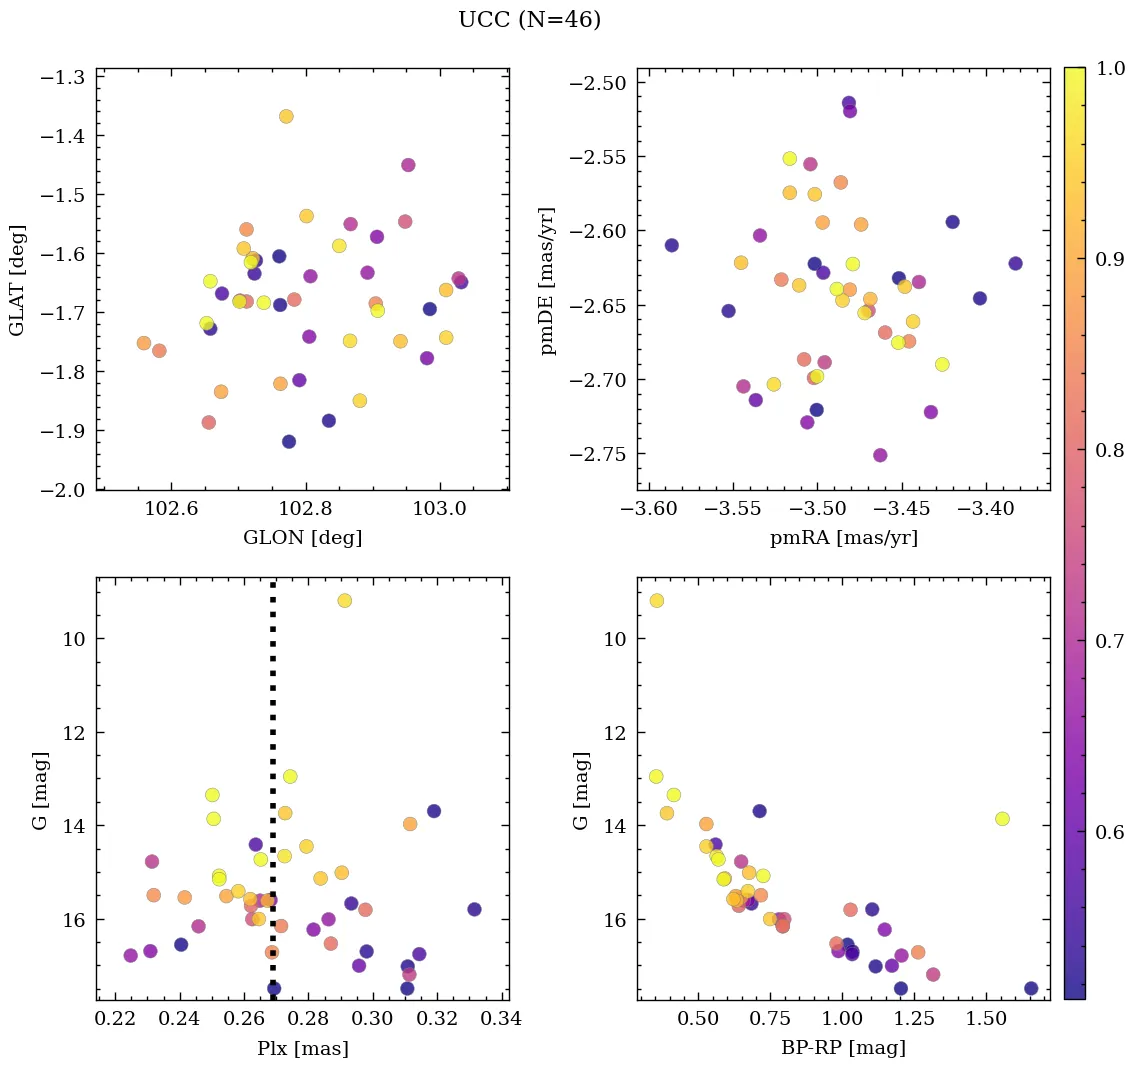 UCC (N=46)
−1.3
−1.4
−1.5
−1.6
−1.7
−1.8
−1.9
−2.0
GLAT [deg]
102.6 102.8 103.0
GLON [deg]
−2.50
−2.55
−2.60
−2.65
−2.70
−2.75
pmDE [mas/yr]
−3.60 −3.55 −3.50 −3.45 −3.40
pmRA [mas/yr]
1.0
0.9
0.8
0.7
0.6
10
12
14
16
G [mag]
0.22 0.24 0.26 0.28 0.30 0.32 0.34
Plx [mas]
10
12
14
16
G [mag]
0.50 0.75 1.00 1.25 1.50
BP-RP [mag]